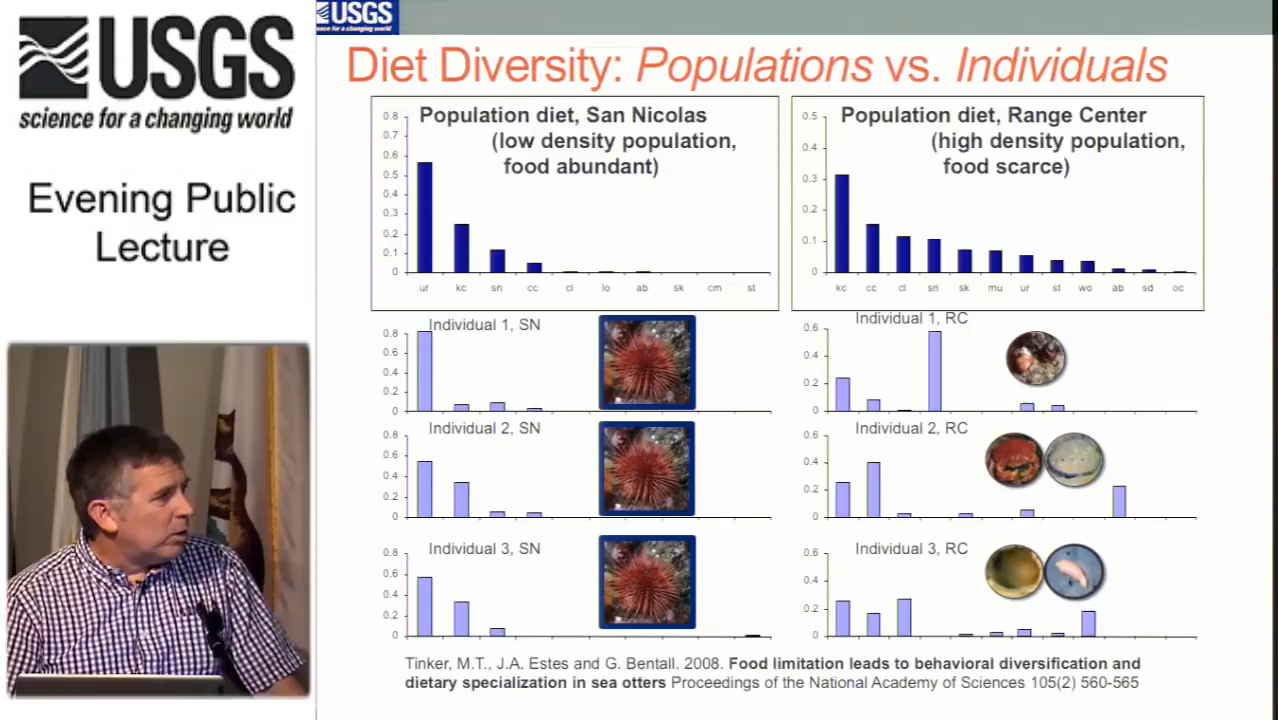 USGS
science for a changing world
Evening Public
Lecture
USGS
science for a changing world
Diet Diversity: Populations vs. Individuals
Population diet, San Nicolas
(low density population,
food abundant)
0.8
0.7
0.6
0.5
0.4
0.3
0.2
0.1
0
ur kc sn cc cl lo ab sk cm st
Population diet, Range Center
(high density population,
food scarce)
0.5
0.4
0.3
0.2
0.1
0
kc cc cl sn sk mu ur st wo ab sd oc
Individual 1, SN
0.8
0.6
0.4
0.2
0
Individual 1, RC
0.6
0.4
0.2
0
Individual 2, SN
0.8
0.6
0.4
0.2
0
Individual 2, RC
0.6
0.4
0.2
0
Individual 3, SN
0.8
0.6
0.4
0.2
0
Individual 3, RC
0.6
0.4
0.2
0
Tinker, M.T., J.A. Estes and G. Bentall. 2008. Food limitation leads to behavioral diversification and
dietary specialization in sea otters Proceedings of the National Academy of Sciences 105(2) 560-565